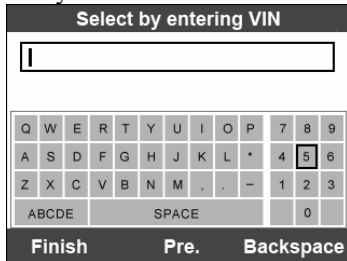 Select by entering VIN
Q W E R T Y U I O P 7 8 9
A S D F G H J K L * 4 5 6
Z X C V B N M , . - 1 2 3
ABCDE SPACE 0
Finish Pre. Backspace